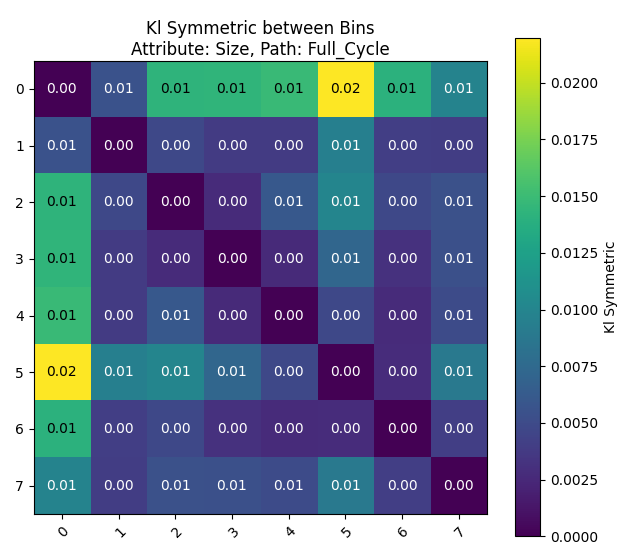 Kl Symmetric between Bins
Attribute: Size, Path: Full_Cycle
0 0.00 0.01 0.01 0.01 0.01 0.02 0.01 0.01
1 0.01 0.00 0.00 0.00 0.00 0.01 0.00 0.00
2 0.01 0.00 0.00 0.00 0.01 0.01 0.00 0.01
3 0.01 0.00 0.00 0.00 0.00 0.01 0.00 0.01
4 0.01 0.00 0.01 0.00 0.00 0.00 0.00 0.01
5 0.02 0.01 0.01 0.01 0.00 0.00 0.00 0.01
6 0.01 0.00 0.00 0.00 0.00 0.00 0.00 0.00
7 0.01 0.00 0.01 0.01 0.01 0.01 0.00 0.00
0 1 2 3 4 5 6 7
0.0200
0.0175
0.0150
0.0125
0.0100
0.0075
0.0050
0.0025
0.0000
Kl Symmetric